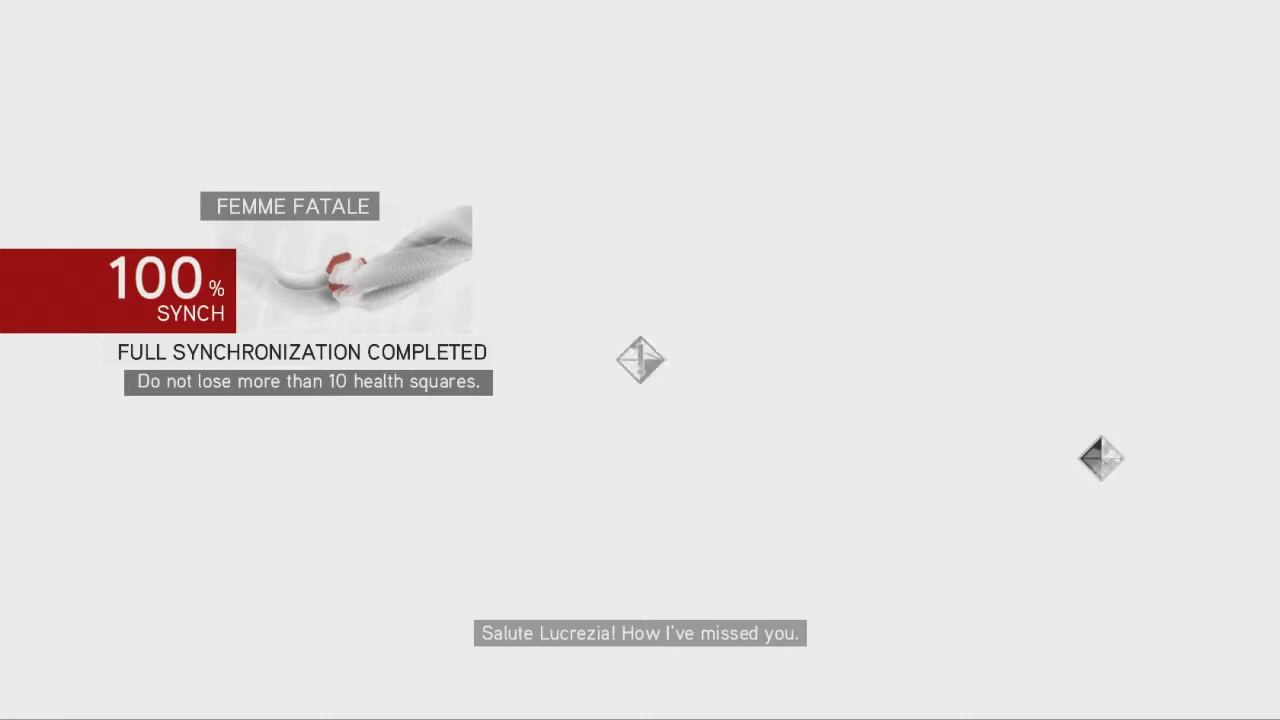 FEMME FATALE
100 %
SYNCH
FULL SYNCHRONIZATION COMPLETED
Do not lose more than 10 health squares.
Salute Lucrezia! How I've missed you.